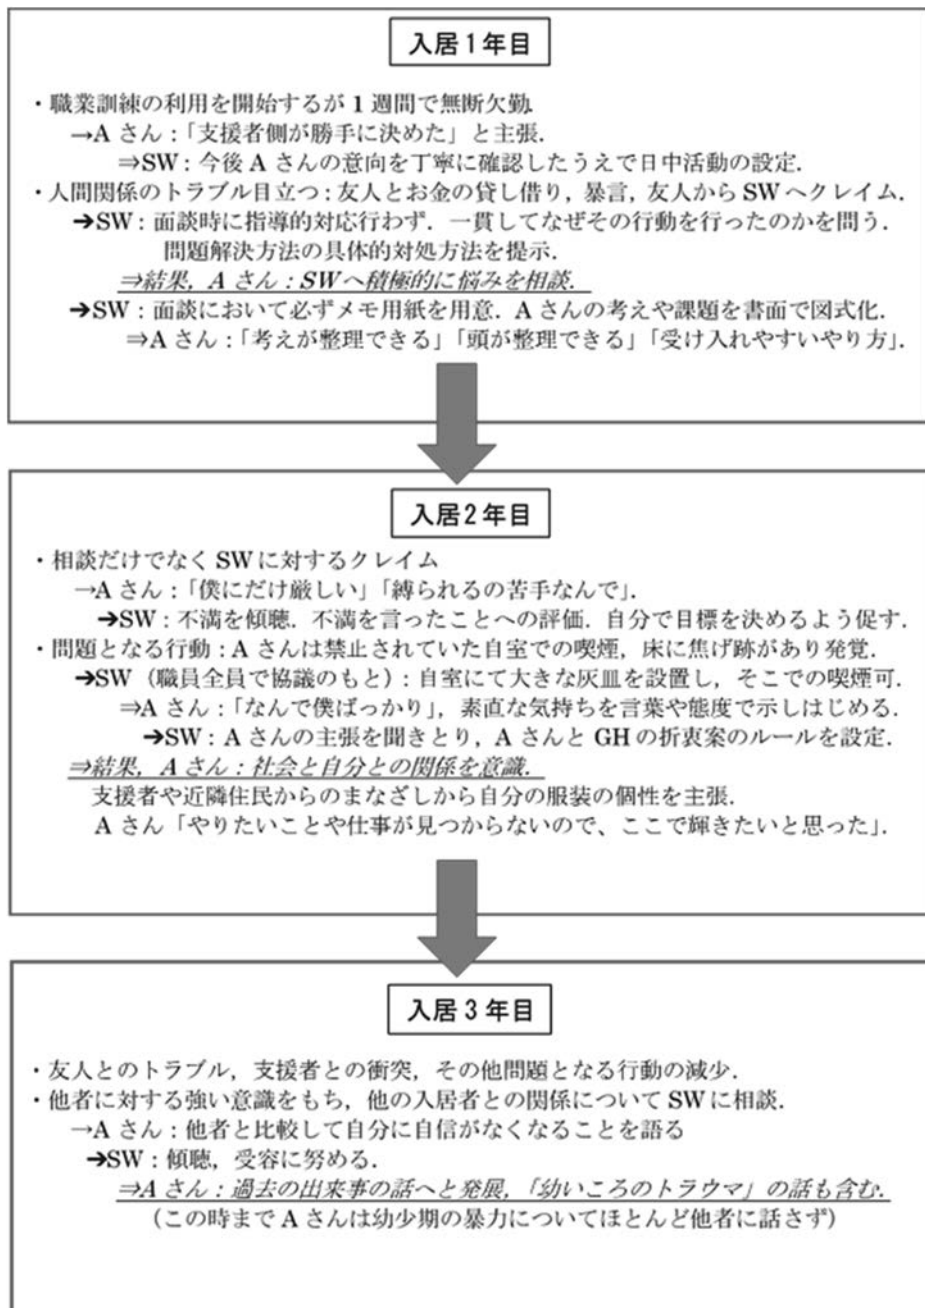 入居1年目
・職業訓練の利用を開始するが1週間で無断欠勤.
→Aさん:「支援者側が勝手に決めた」と主張.
⇒SW:今後Aさんの意向を丁寧に確認したうえで日中活動の設定.
・人間関係のトラブル目立つ:友人とお金の貸し借り,暴言,友人からSWへクレイム.
➔SW:面談時に指導的対応行わず.一貫してなぜその行動を行ったのかを問う.
問題解決方法の具体的対処方法を提示.
⇒結果,Aさん:SWへ積極的に悩みを相談.
➔SW:面談において必ずメモ用紙を用意.Aさんの考えや課題を書面で図式化.
⇒Aさん:「考えが整理できる」「頭が整理できる」「受け入れやすいやり方」.
入居2年目
・相談だけでなくSWに対するクレイム
→Aさん:「僕にだけ厳しい」「縛られるの苦手なんで」.
➔SW:不満を傾聴.不満を言ったことへの評価.自分で目標を決めるよう促す.
・問題となる行動:Aさんは禁止されていた自室での喫煙,床に焦げ跡があり発覚.
➔SW(職員全員で協議のもと):自室にて大きな灰皿を設置し,そこでの喫煙可.
⇒Aさん:「なんで僕ばっかり」,素直な気持ちを言葉や態度で示しはじめる.
➔SW:Aさんの主張を聞きとり,AさんとGHの折衷案のルールを設定.
⇒結果,Aさん:社会と自分との関係を意識.
支援者や近隣住民からのまなざしから自分の服装の個性を主張.
Aさん「やりたいことや仕事が見つからないので、ここで輝きたいと思った」.
入居3年目
・友人とのトラブル,支援者との衝突,その他問題となる行動の減少.
・他者に対する強い意識をもち,他の入居者との関係についてSWに相談.
→Aさん:他者と比較して自分に自信がなくなることを語る
➔SW:傾聴,受容に努める.
⇒Aさん:過去の出来事の話へと発展,「幼いころのトラウマ」の話も含む.
(この時までAさんは幼少期の暴力についてほとんど他者に話さず)